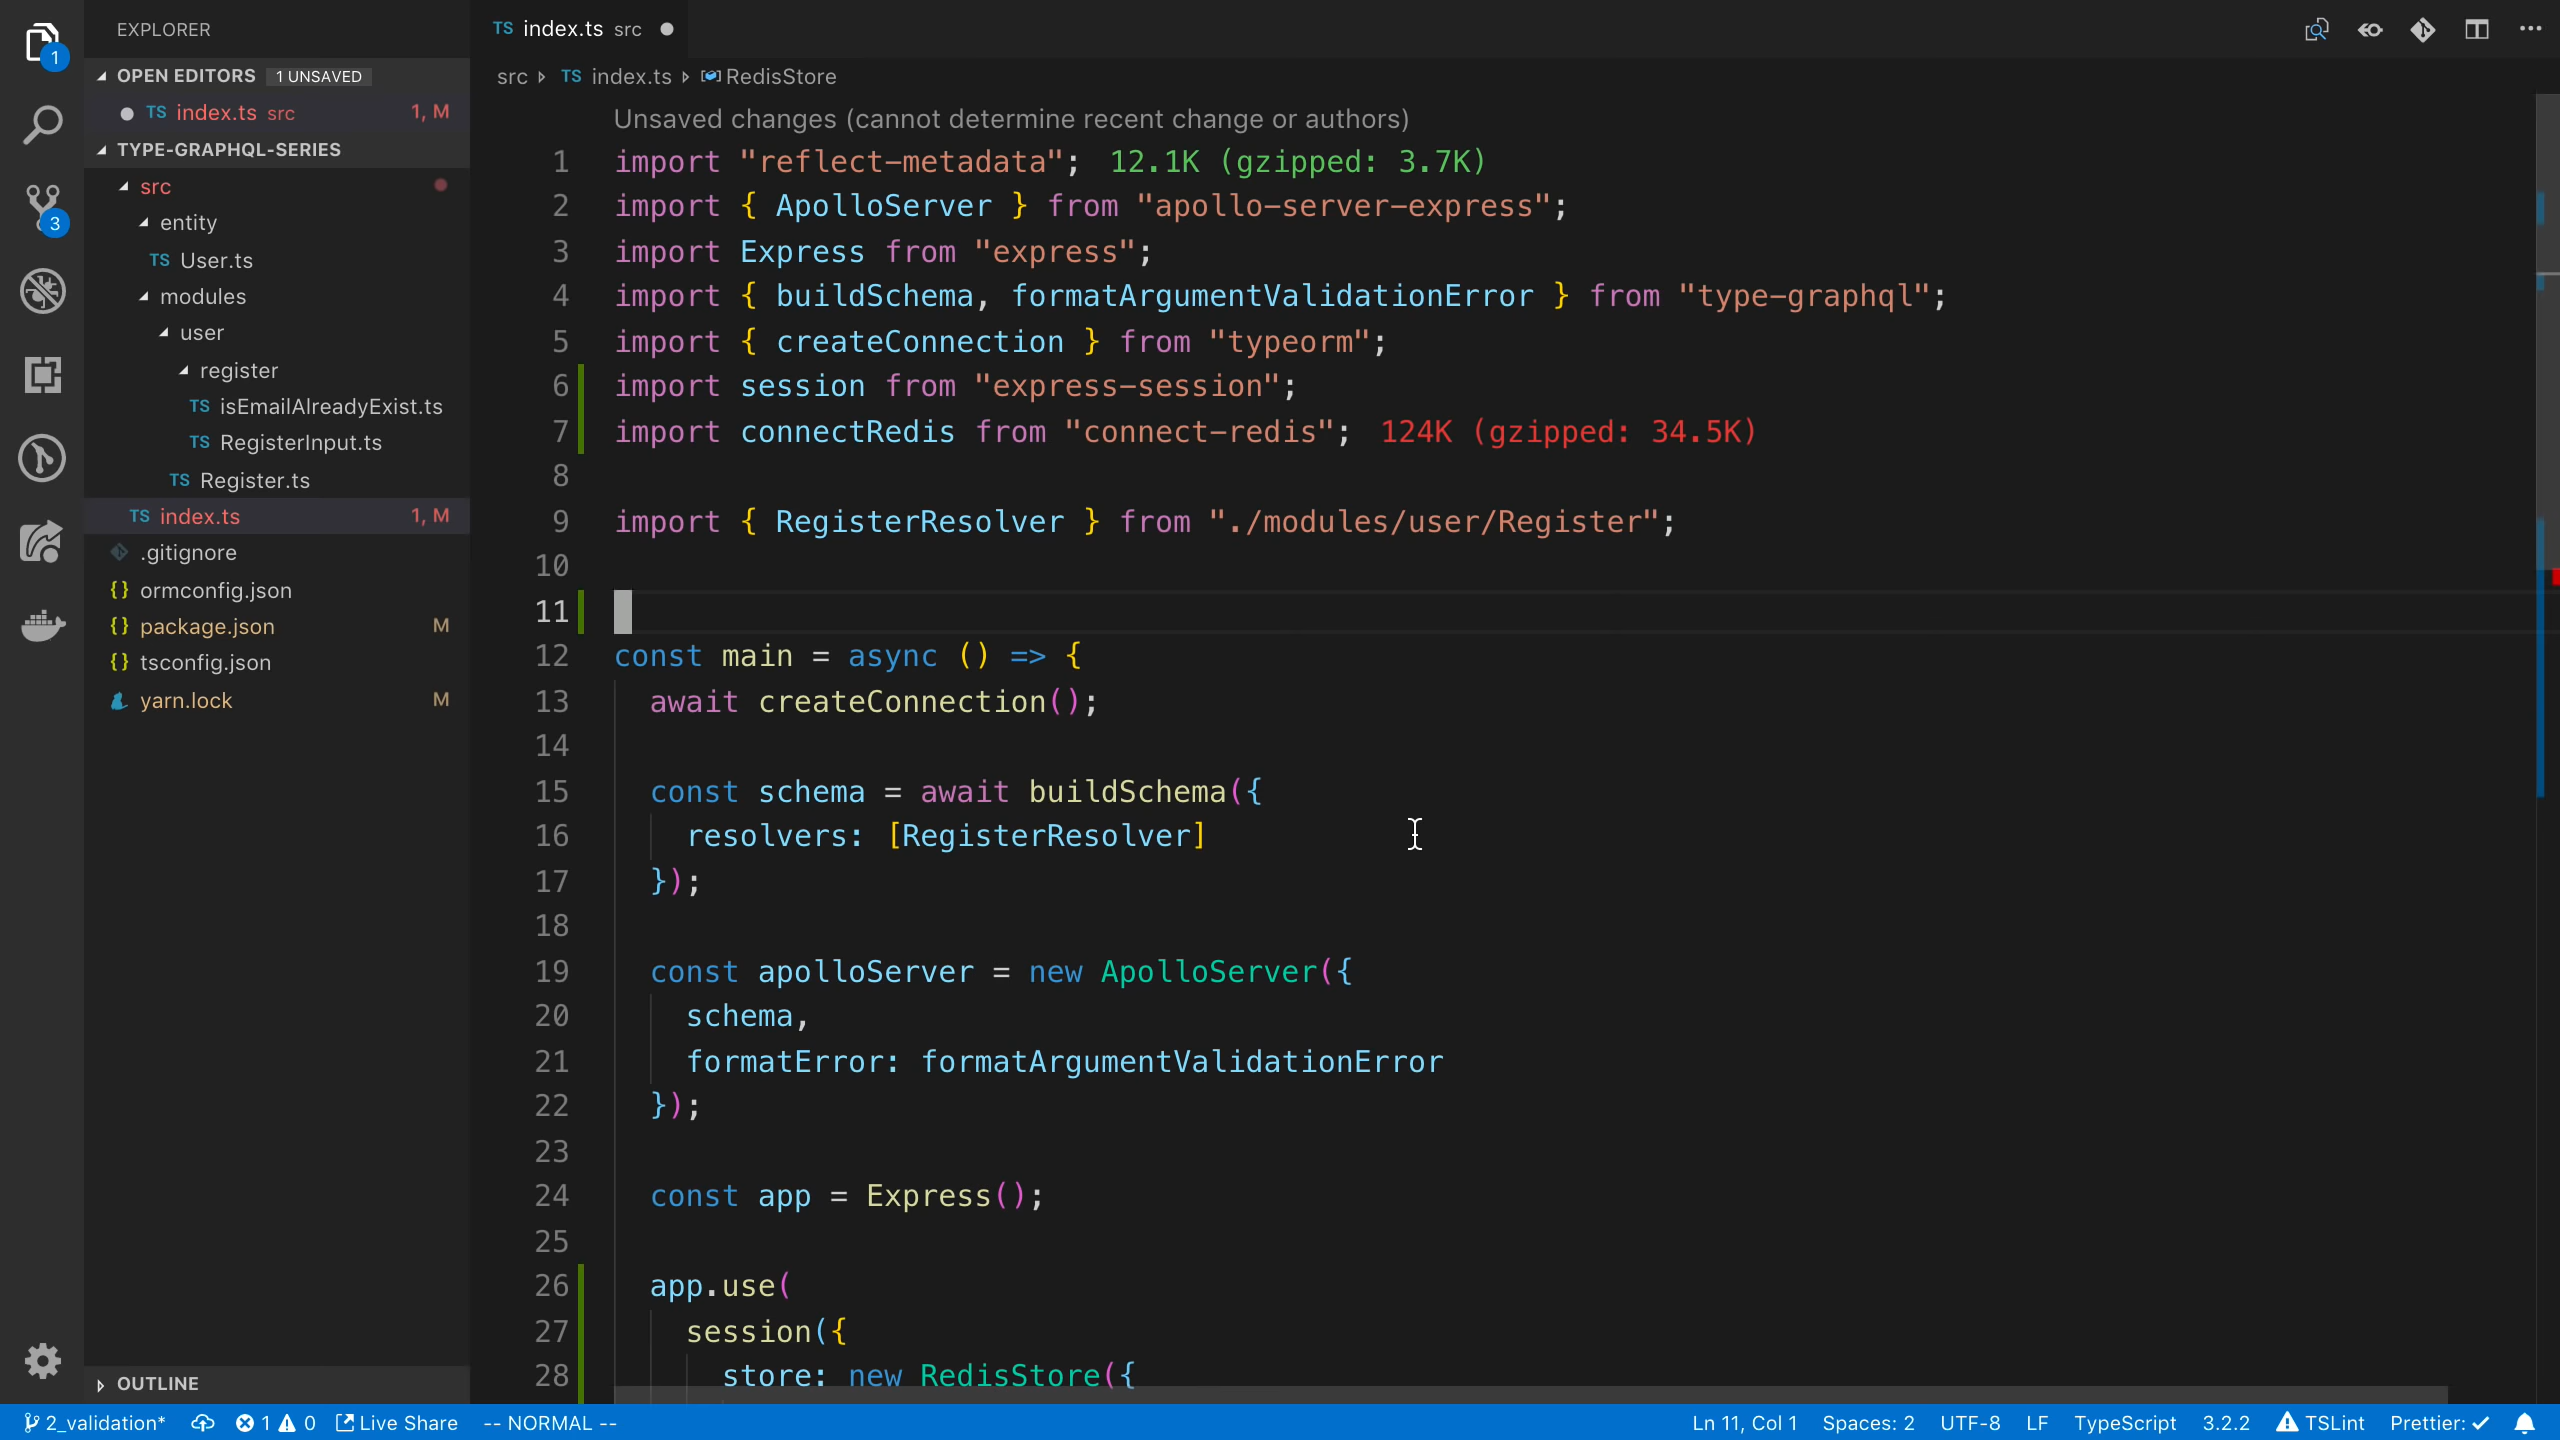 EXPLORER
OPEN EDITORS 1 UNSAVED
TS index.ts src 1, M
TYPE-GRAPHQL-SERIES
src
entity
TS User.ts
modules
user
register
TS isEmailAlreadyExist.ts
TS RegisterInput.ts
TS Register.ts
TS index.ts 1, M
.gitignore
{} ormconfig.json
{} package.json M
{} tsconfig.json
yarn.lock M
OUTLINE
1
3
TS index.ts src
src TS index.ts RedisStore
Unsaved changes (cannot determine recent change or authors)
1 import "reflect-metadata"; 12.1K (gzipped: 3.7K)
2 import { ApolloServer } from "apollo-server-express";
3 import Express from "express";
4 import { buildSchema, formatArgumentValidationError } from "type-graphql";
5 import { createConnection } from "typeorm";
6 import session from "express-session";
7 import connectRedis from "connect-redis"; 124K (gzipped: 34.5K)
8
9 import { RegisterResolver } from "./modules/user/Register";
10
11
12 const main = async () => {
13 await createConnection();
14
15 const schema = await buildSchema({
16 resolvers: [RegisterResolver]
17 });
18
19 const apolloServer = new ApolloServer({
20 schema,
21 formatError: formatArgumentValidationError
22 });
23
24 const app = Express();
25
26 app.use(
27 session({
28 store: new RedisStore({
2_validation* 1 0 Live Share -- NORMAL -- Ln 11, Col 1 Spaces: 2 UTF-8 LF TypeScript 3.2.2 TSLint Prettier: ✓